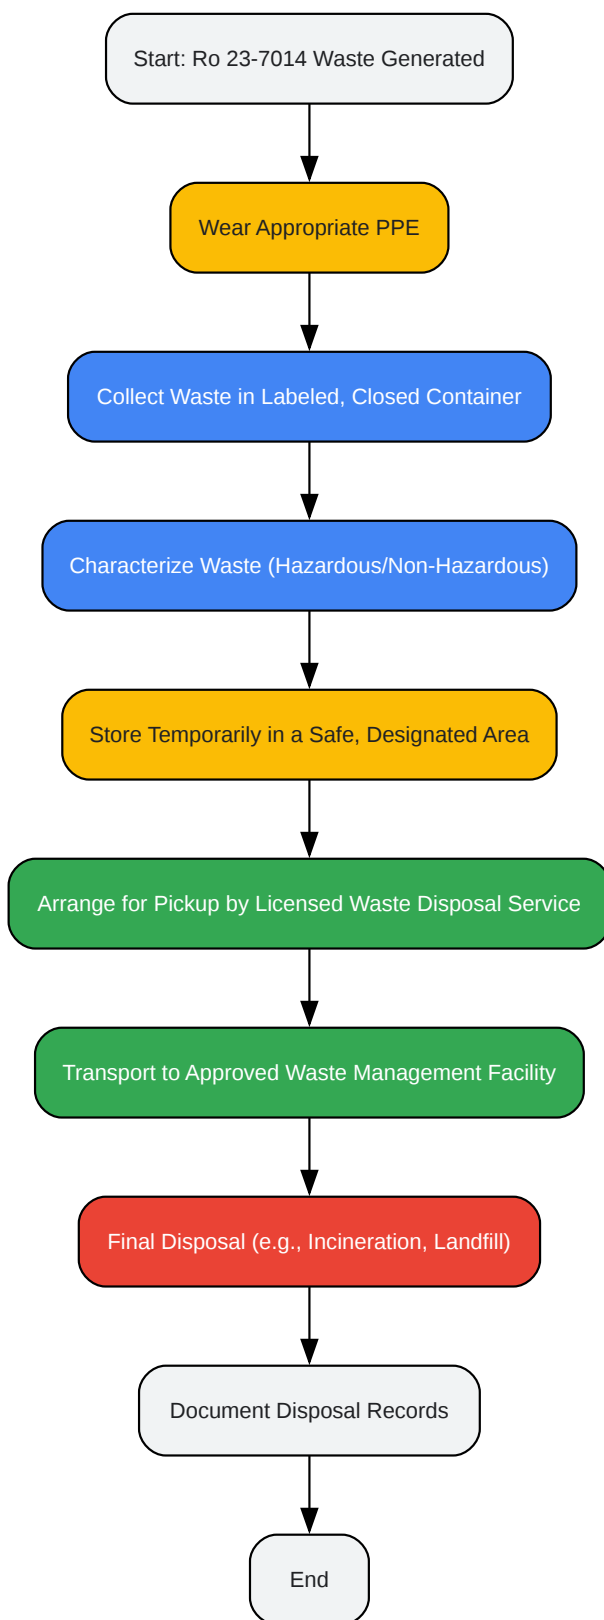 Start: Ro 23-7014 Waste Generated
Wear Appropriate PPE
Collect Waste in Labeled, Closed Container
Characterize Waste (Hazardous/Non-Hazardous)
Store Temporarily in a Safe, Designated Area
Arrange for Pickup by Licensed Waste Disposal Service
Transport to Approved Waste Management Facility
Final Disposal (e.g., Incineration, Landfill)
Document Disposal Records
End